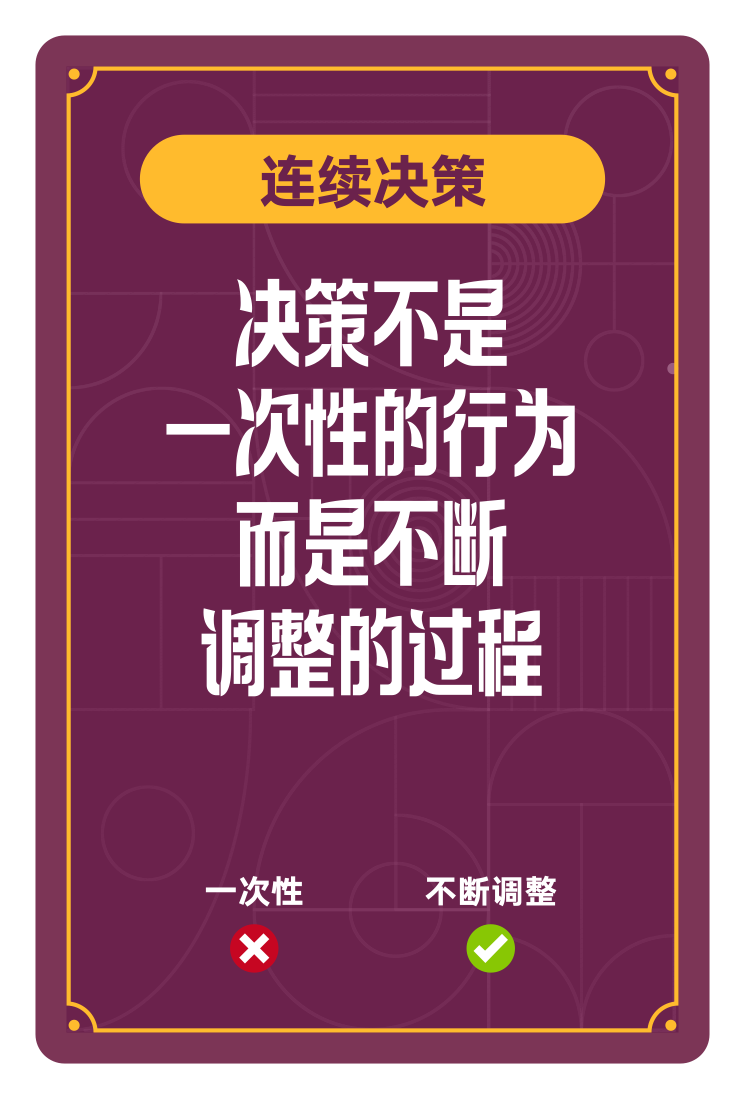 连续决策
决策不是
一次性的行为
而是不断
调整的过程
一次性
不断调整